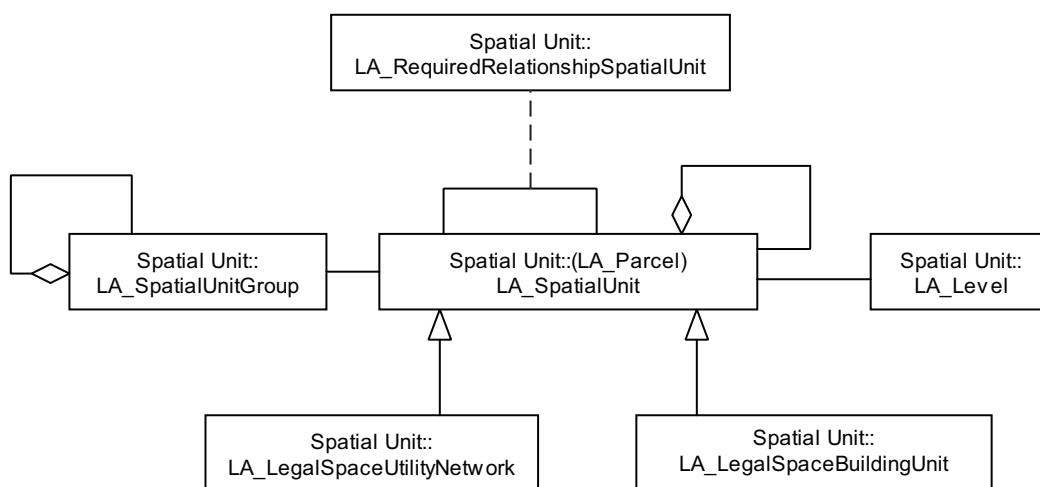 Spatial Unit::
LA_RequiredRelationshipSpatialUnit
Spatial Unit::
LA_SpatialUnitGroup
Spatial Unit::(LA_Parcel)
LA_SpatialUnit
Spatial Unit::
LA_Level
Spatial Unit::
LA_LegalSpaceUtilityNetwork
Spatial Unit::
LA_LegalSpaceBuildingUnit